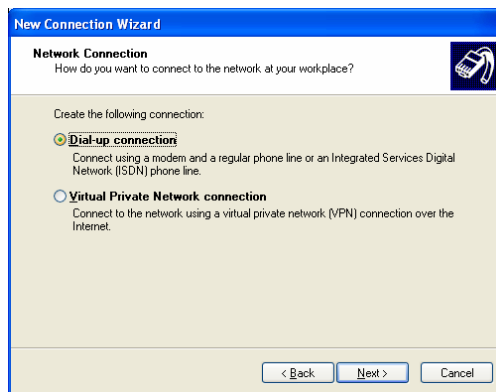 New Connection Wizard
Network Connection
How do you want to connect to the network at your workplace?
Create the following connection:
Dial-up connection
Connect using a modem and a regular phone line or an Integrated Services Digital
Network (ISDN) phone line.
Virtual Private Network connection
Connect to the network using a virtual private network (VPN) connection over the
Internet.
< Back Next > Cancel